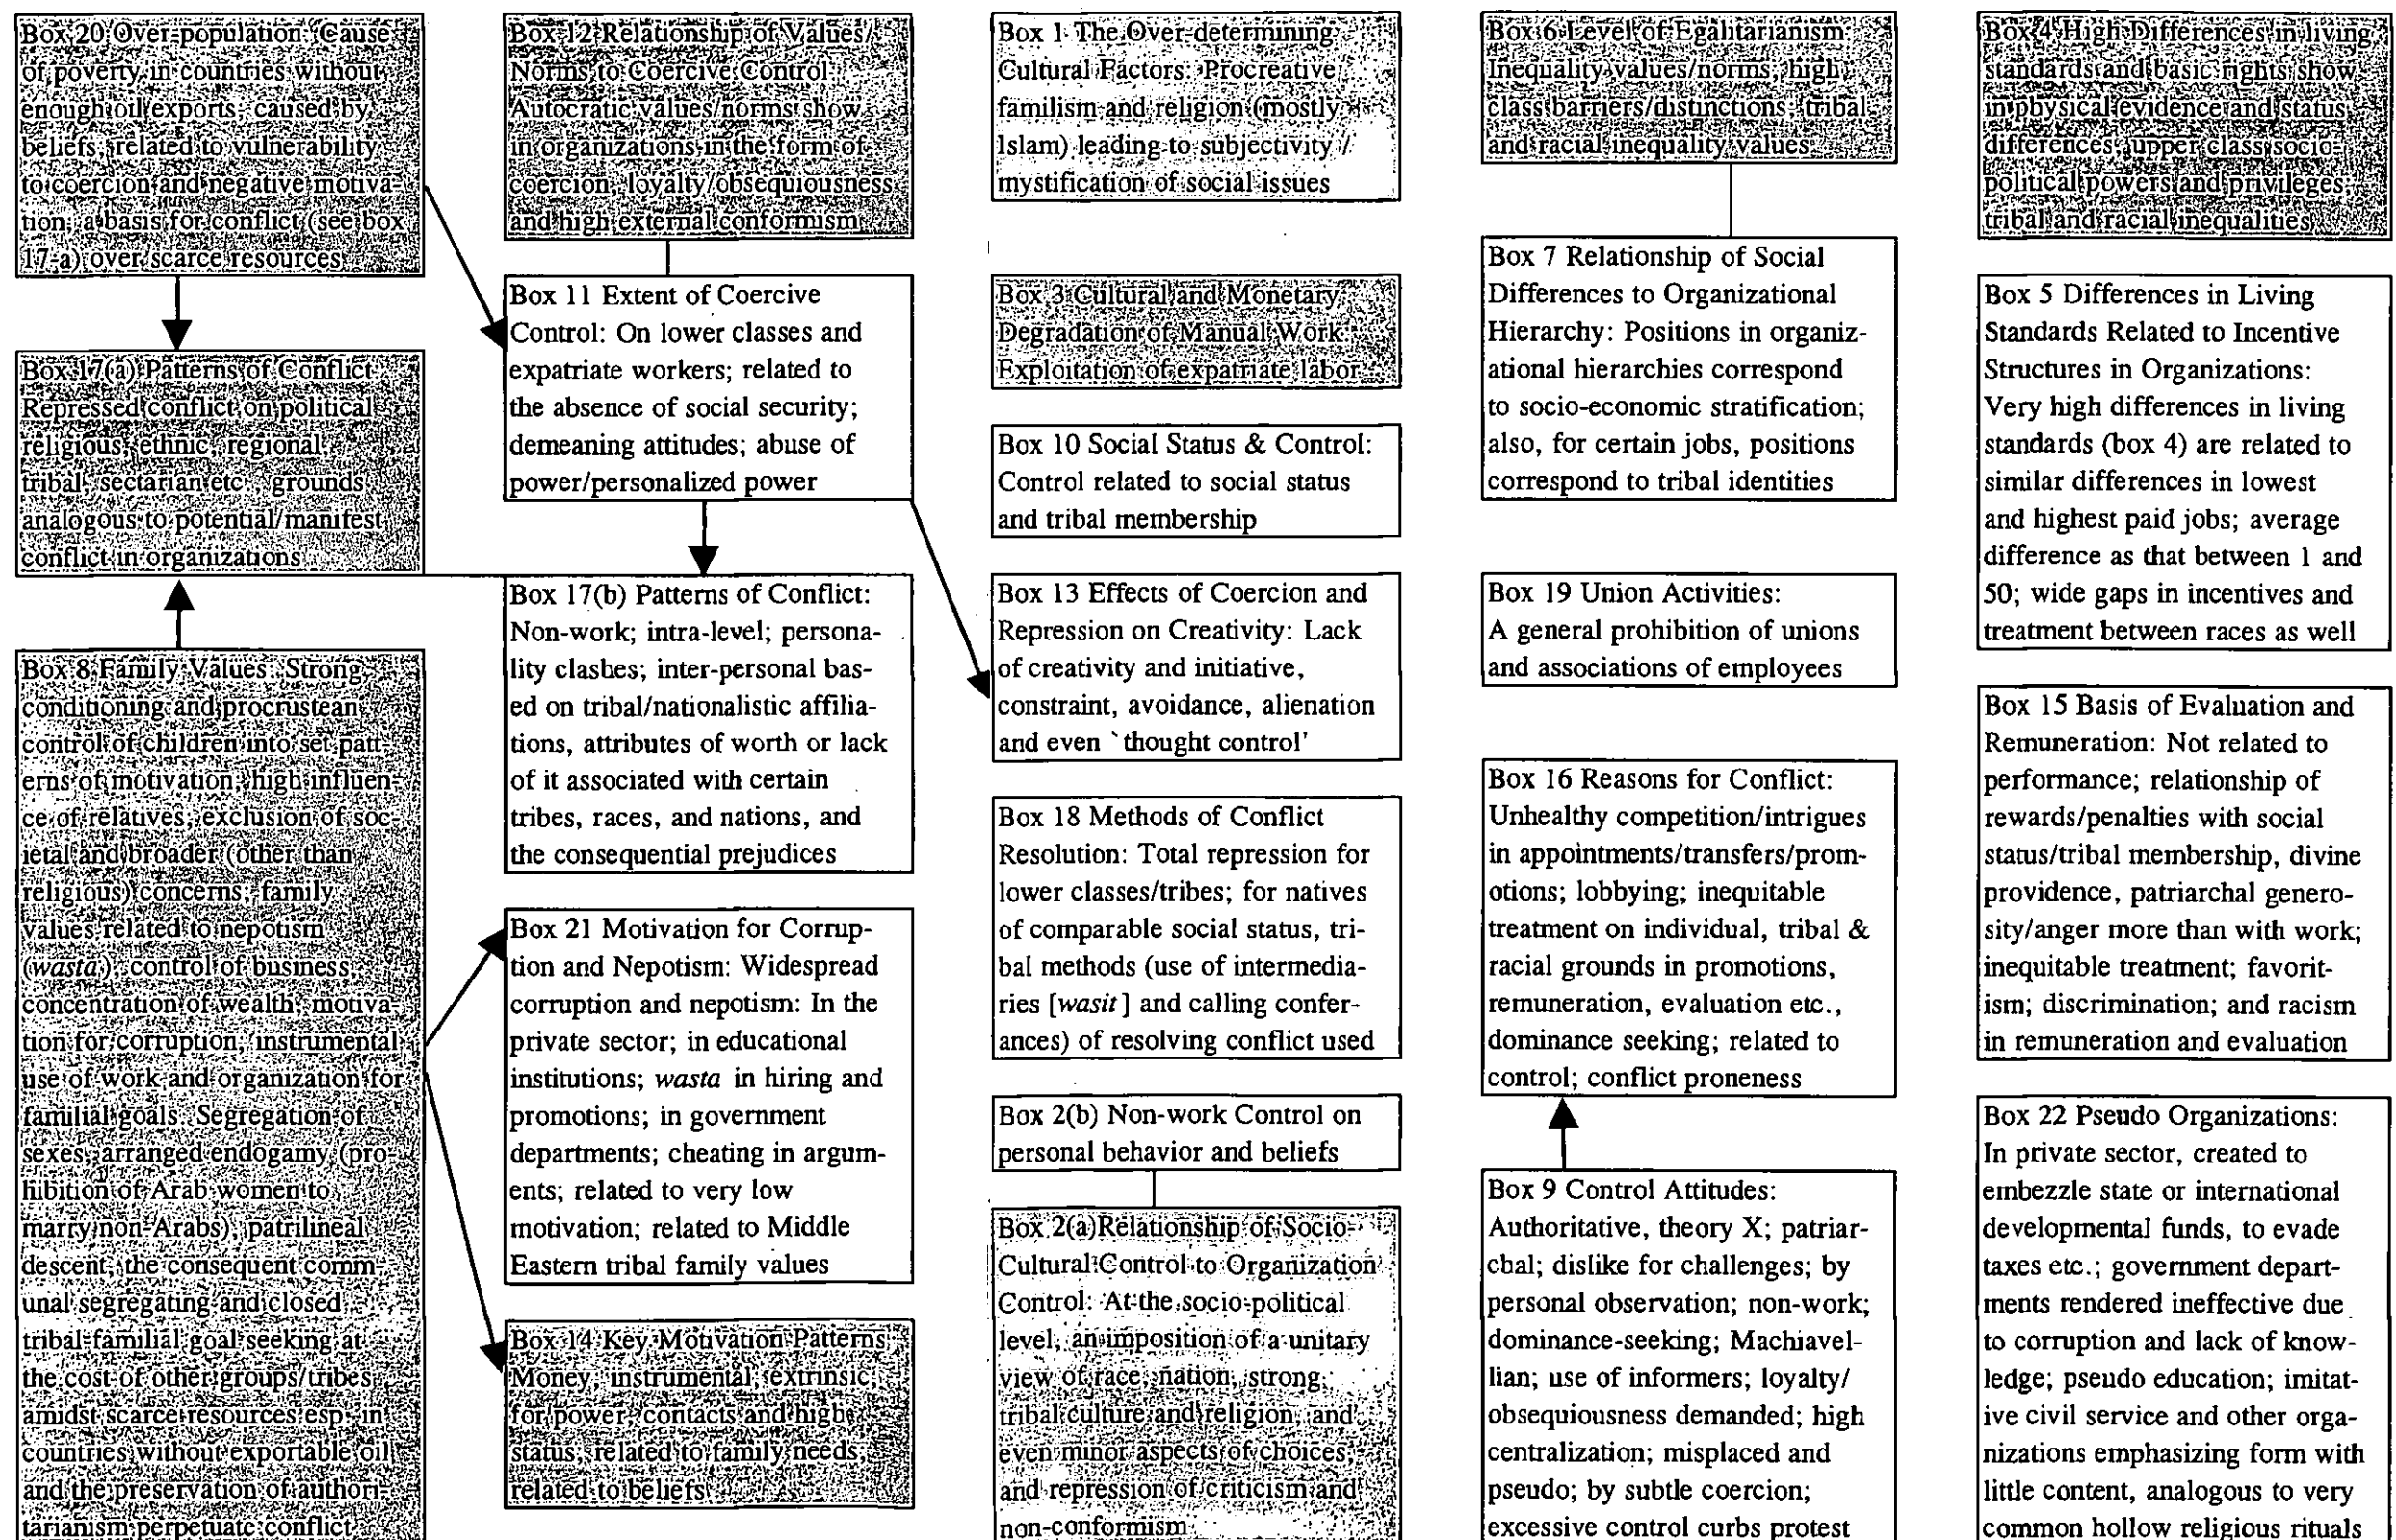 Box 20 Over-population: Cause
of poverty in countries without
enough oil exports, caused by
beliefs, related to vulnerability
to coercion and negative motiva-
tion, a basis for conflict (see box
17-a) over scarce resources
Box 17(a) Patterns of Conflict:
Repressed conflict on political
religious, ethnic, regional,
tribal, sectarian etc., grounds
analogous to potential/manifest
conflict in organizations
Box 8 Family Values: Strong
conditioning and procrustean
control of children into set patt-
erns of motivation, high influen-
ce of relatives, exclusion of soc-
ietal and broader (other than
religious) concerns, family
values related to nepotism
(wasta), control of business,
concentration of wealth, motiva-
tion for corruption, instrumental
use of work and organization for
familial goals. Segregation of
sexes, arranged endogamy (pro-
hibition of Arab women to
marry non-Arabs), patrilineal
descent, the consequent comm-
unal segregating and closed
tribal familial goal seeking at
the cost of other groups/tribes
amidst scarce resources esp. in
countries without exportable oil
and the preservation of authori-
tarianism perpetuate conflict
Box 12 Relationship of Values/
Norms to Coercive Control:
Autocratic values/norms show
in organizations in the form of
coercion, loyalty/obsequiousness
and high external conformism
Box 11 Extent of Coercive
Control: On lower classes and
expatriate workers; related to
the absence of social security;
demeaning attitudes; abuse of
power/personalized power
Box 17(b) Patterns of Conflict:
Non-work; intra-level; persona-
lity clashes; inter-personal bas-
ed on tribal/nationalistic affilia-
tions, attributes of worth or lack
of it associated with certain
tribes, races, and nations, and
the consequential prejudices
Box 21 Motivation for Corrup-
tion and Nepotism: Widespread
corruption and nepotism: In the
private sector; in educational
institutions; wasta in hiring and
promotions; in government
departments; cheating in argum-
ents; related to very low
motivation; related to Middle
Eastern tribal family values
Box 14 Key Motivation Patterns:
Money, instrumental, extrinsic,
for power, contacts and high
status, related to family needs,
related to beliefs
Box 1 The Over-determining
Cultural Factors: Procreative
familism and religion (mostly
Islam) leading to subjectivity /
mystification of social issues
Box 3 Cultural and Monetary
Degradation of Manual Work:
Exploitation of expatriate labor
Box 10 Social Status & Control:
Control related to social status
and tribal membership
Box 13 Effects of Coercion and
Repression on Creativity: Lack
of creativity and initiative,
constraint, avoidance, alienation
and even `thought control'
Box 18 Methods of Conflict
Resolution: Total repression for
lower classes/tribes; for natives
of comparable social status, tri-
bal methods (use of intermedia-
ries [wasit] and calling confer-
ances) of resolving conflict used
Box 2(b) Non-work Control on
personal behavior and beliefs
Box 2(a) Relationship of Socio-
Cultural Control to Organization
Control: At the socio-political
level, an imposition of a unitary
view of race, nation, strong
tribal culture and religion, and
even minor aspects of choices,
and repression of criticism and
non-conformism
Box 6 Level of Egalitarianism
Inequality values/norms, high
class barriers/distinctions, tribal
and racial inequality values
Box 7 Relationship of Social
Differences to Organizational
Hierarchy: Positions in organiz-
ational hierarchies correspond
to socio-economic stratification;
also, for certain jobs, positions
correspond to tribal identities
Box 19 Union Activities:
A general prohibition of unions
and associations of employees
Box 16 Reasons for Conflict:
Unhealthy competition/intrigues
in appointments/transfers/prom-
otions; lobbying; inequitable
treatment on individual, tribal &
racial grounds in promotions,
remuneration, evaluation etc.,
dominance seeking; related to
control; conflict proneness
Box 9 Control Attitudes:
Authoritative, theory X; patriar-
chal; dislike for challenges; by
personal observation; non-work;
dominance-seeking; Machiavel-
lian; use of informers; loyalty/
obsequiousness demanded; high
centralization; misplaced and
pseudo; by subtle coercion;
excessive control curbs protest
Box 4 High Differences in living
standards and basic rights show
in physical evidence and status
differences, upper class socio-
political powers and privileges,
tribal and racial inequalities
Box 5 Differences in Living
Standards Related to Incentive
Structures in Organizations:
Very high differences in living
standards (box 4) are related to
similar differences in lowest
and highest paid jobs; average
difference as that between 1 and
50; wide gaps in incentives and
treatment between races as well
Box 15 Basis of Evaluation and
Remuneration: Not related to
performance; relationship of
rewards/penalties with social
status/tribal membership, divine
providence, patriarchal genero-
sity/anger more than with work;
inequitable treatment; favorit-
ism; discrimination; and racism
in remuneration and evaluation
Box 22 Pseudo Organizations:
In private sector, created to
embezzle state or international
developmental funds, to evade
taxes etc.; government depart-
ments rendered ineffective due
to corruption and lack of know-
ledge; pseudo education; imitat-
ive civil service and other orga-
nizations emphasizing form with
little content, analogous to very
common hollow religious rituals